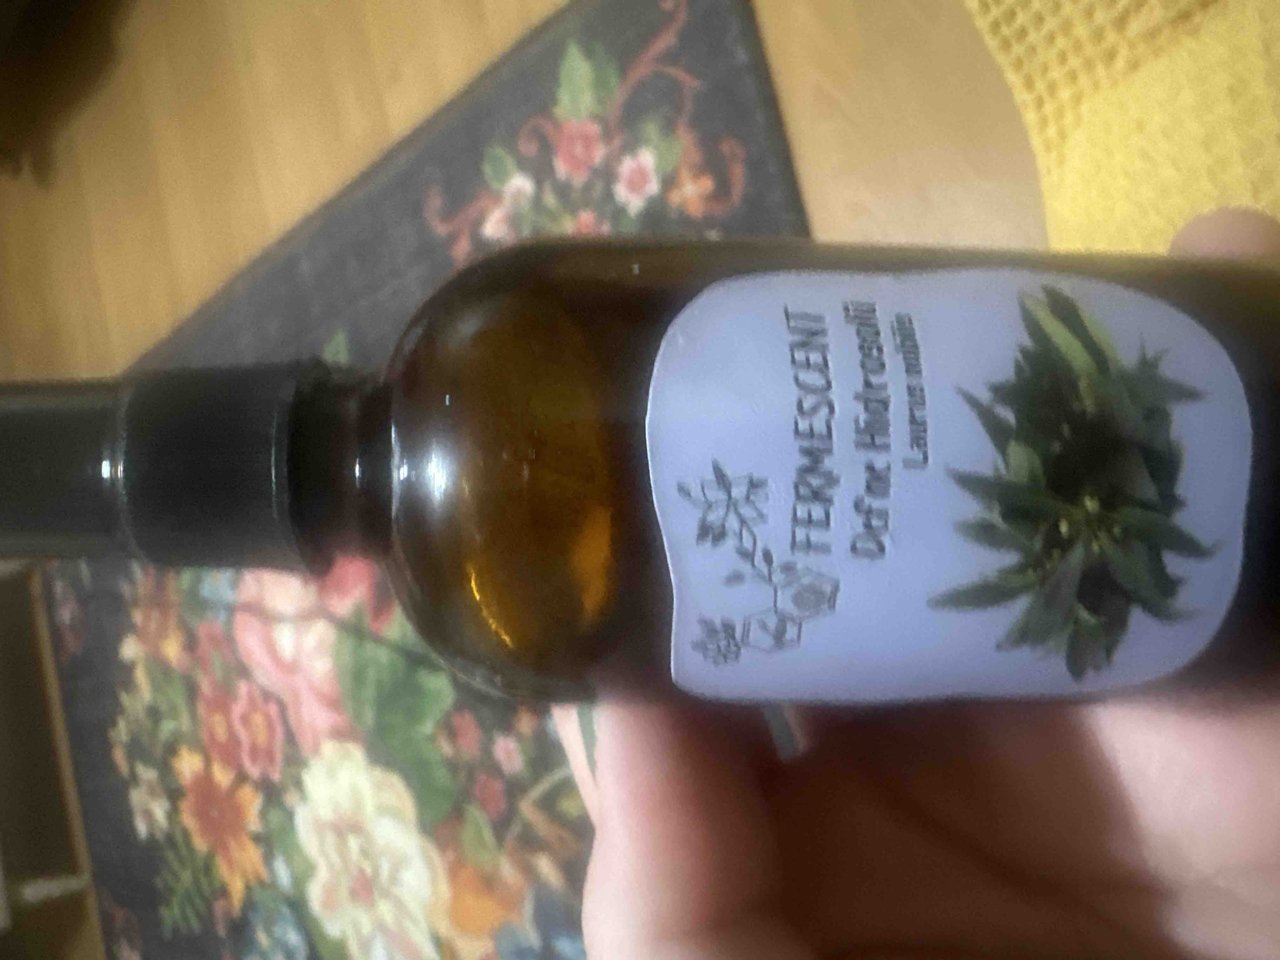 FERMESCENT
Defne Hidrosolü
Laurus nobilis